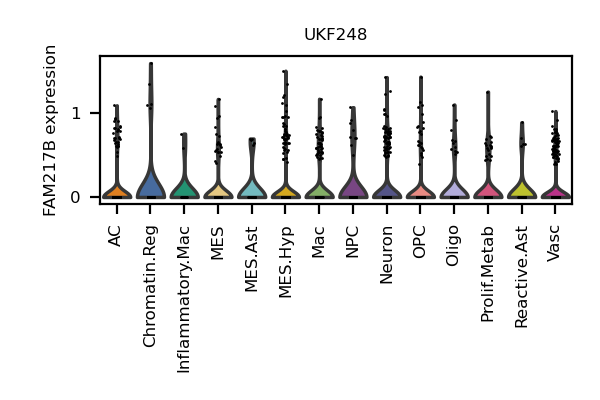 UKF248
FAM217B expression
1
0
AC
Chromatin.Reg
Inflammatory.Mac
MES
MES.Ast
MES.Hyp
Mac
NPC
Neuron
OPC
Oligo
Prolif.Metab
Reactive.Ast
Vasc